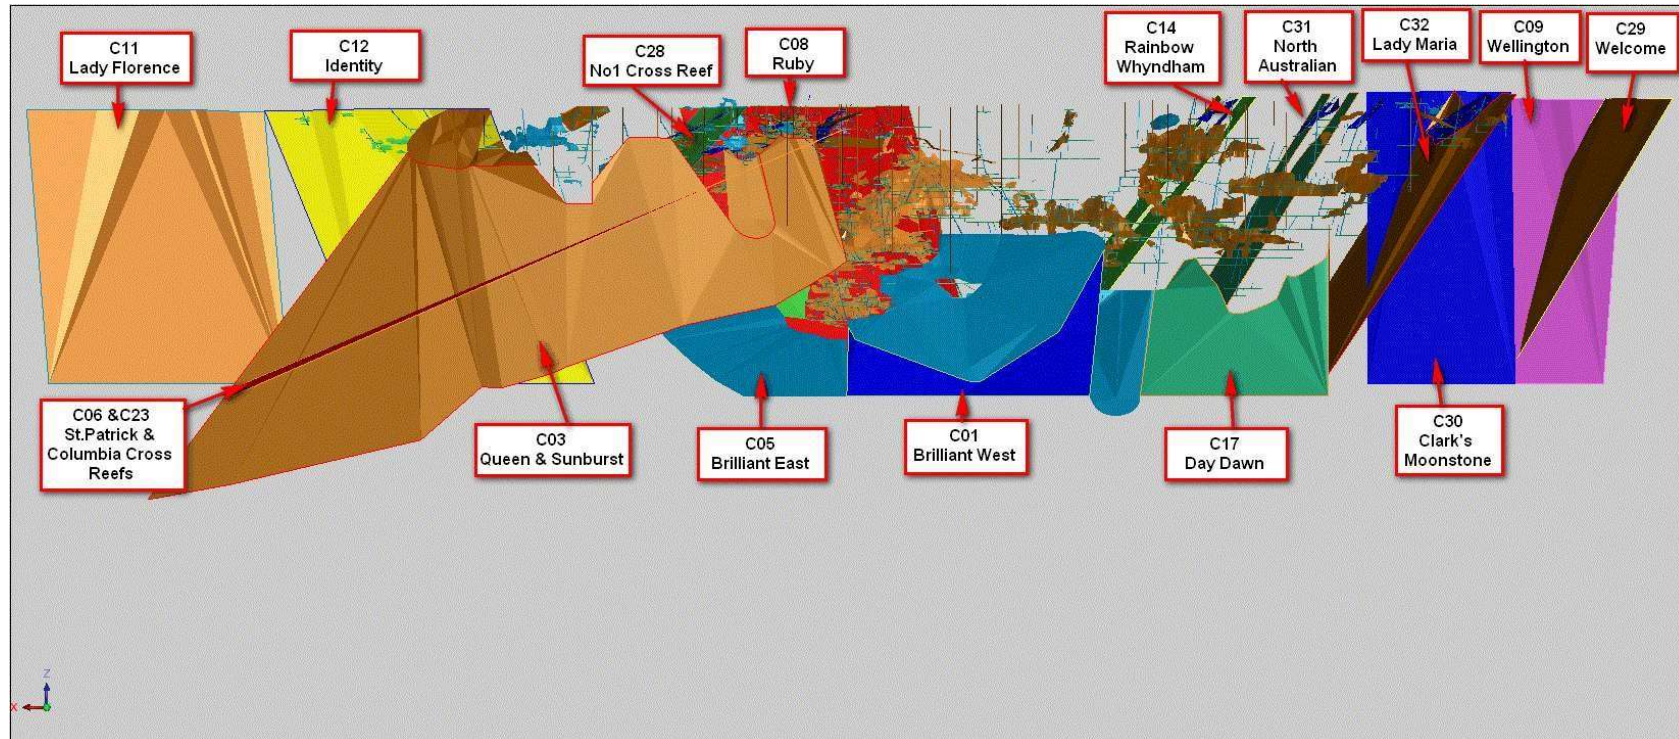 C11
Lady Florence
C12
Identity
C28
No1 Cross Reef
C08
Ruby
C14
Rainbow
Whyndham
C31
North
Australian
C32
Lady Maria
C09
Wellington
C29
Welcome
C06 &C23
St.Patrick &
Columbia Cross
Reefs
C03
Queen & Sunburst
C05
Brilliant East
C01
Brilliant West
C17
Day Dawn
C30
Clark's
Moonstone
Z
X